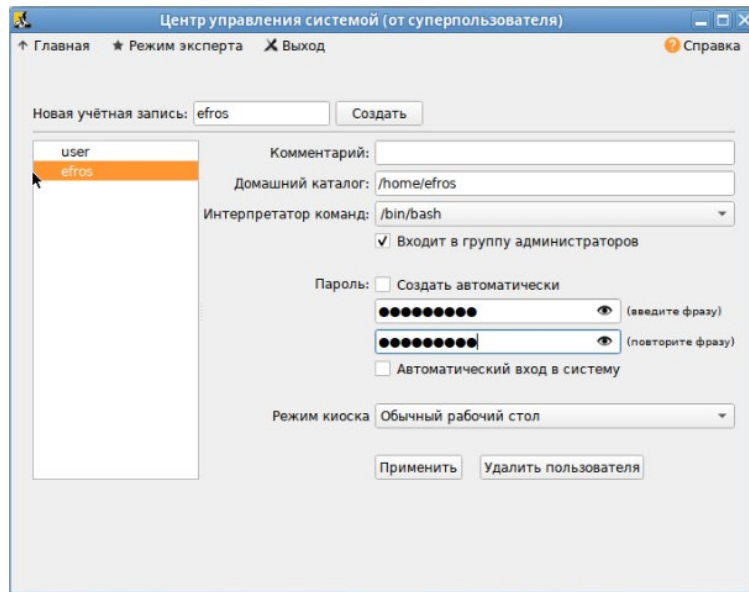 Центр управления системой (от суперпользователя)
Главная Режим эксперта Выход Справка
Новая учётная запись: efros Создать
user
efros
Комментарий:
Домашний каталог: /home/efros
Интерпретатор команд: /bin/bash
Входит в группу администраторов
Пароль: Создать автоматически
●●●●●●●●● (введите фразу)
●●●●●●●●● (повторите фразу)
Автоматический вход в систему
Режим киоска Обычный рабочий стол
Применить Удалить пользователя